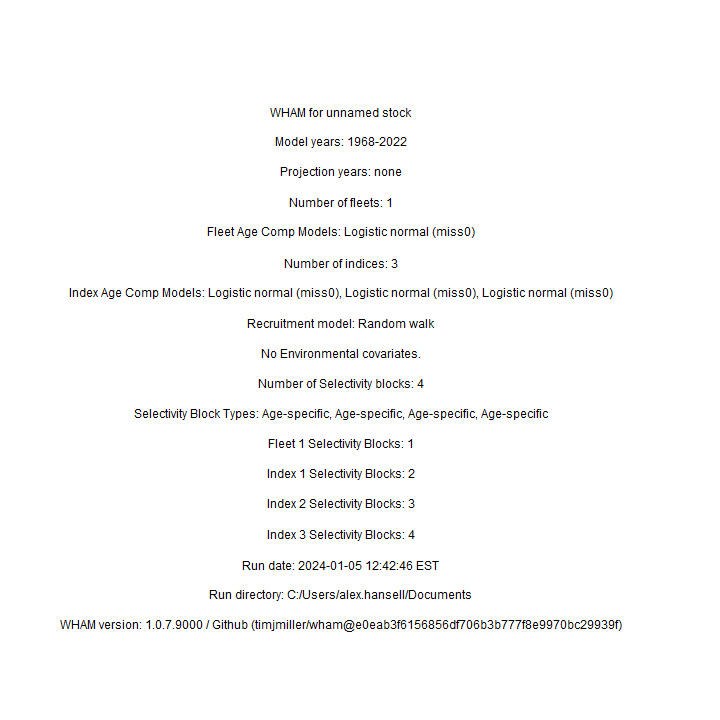 WHAM for unnamed stock
Model years: 1968-2022
Projection years: none
Number of fleets: 1
Fleet Age Comp Models: Logistic normal (miss0)
Number of indices: 3
Index Age Comp Models: Logistic normal (miss0), Logistic normal (miss0), Logistic normal (miss0)
Recruitment model: Random walk
No Environmental covariates.
Number of Selectivity blocks: 4
Selectivity Block Types: Age-specific, Age-specific, Age-specific, Age-specific
Fleet 1 Selectivity Blocks: 1
Index 1 Selectivity Blocks: 2
Index 2 Selectivity Blocks: 3
Index 3 Selectivity Blocks: 4
Run date: 2024-01-05 12:42:46 EST
Run directory: C:/Users/alex.hansell/Documents
WHAM version: 1.0.7.9000 / Github (timjmiller/wham@e0eab3f6156856df706b3b777f8e9970bc29939f)